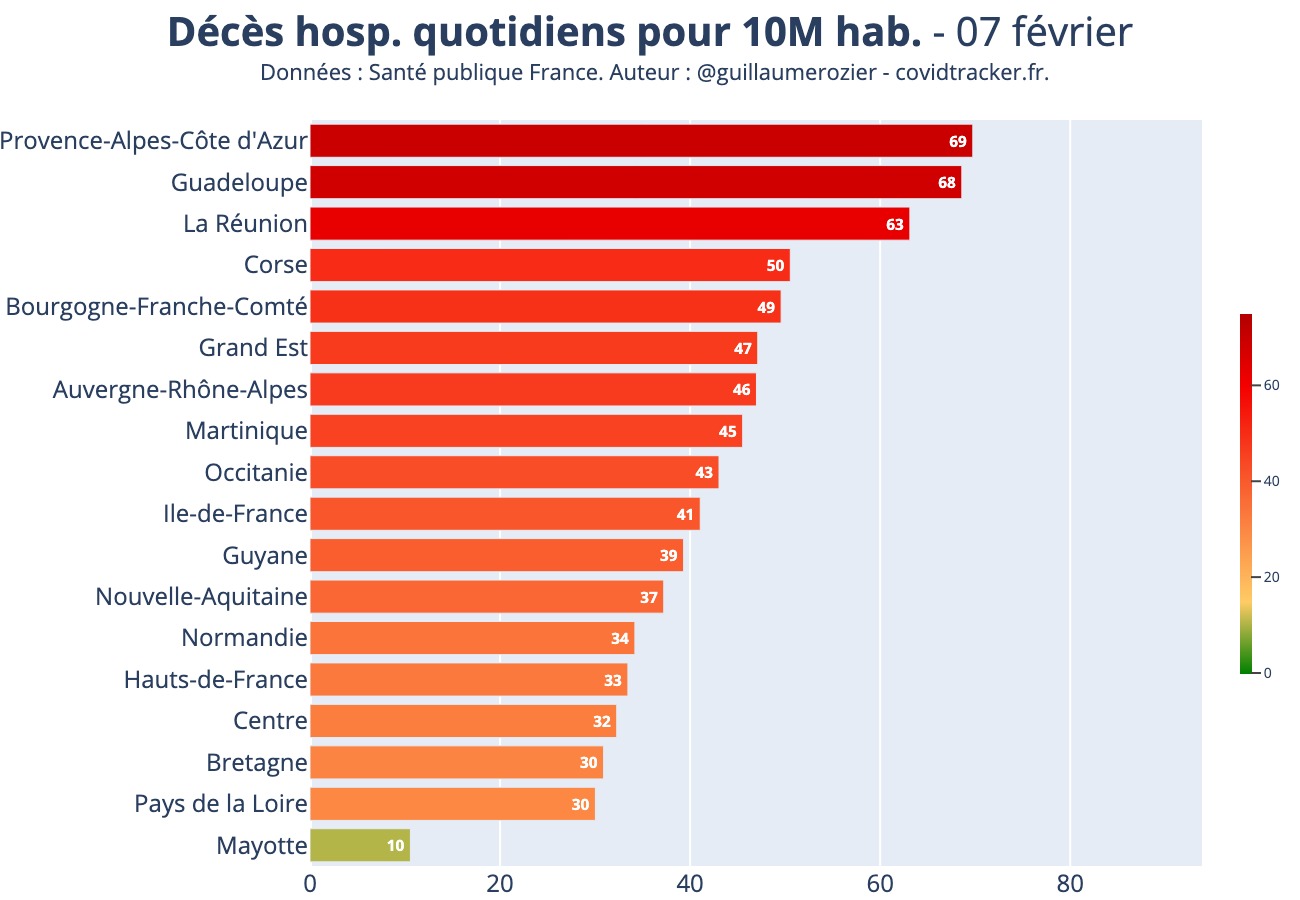 Décès hosp. quotidiens pour 10M hab. - 07 février
Données : Santé publique France. Auteur : @guillaumerozier - covidtracker.fr.
Provence-Alpes-Côte d'Azur 69
Guadeloupe 68
La Réunion 63
Corse 50
Bourgogne-Franche-Comté 49
Grand Est 47
Auvergne-Rhône-Alpes 46
Martinique 45
Occitanie 43
Ile-de-France 41
Guyane 39
Nouvelle-Aquitaine 37
Normandie 34
Hauts-de-France 33
Centre 32
Bretagne 30
Pays de la Loire 30
Mayotte 10
0 20 40 60 80
60
40
20
0